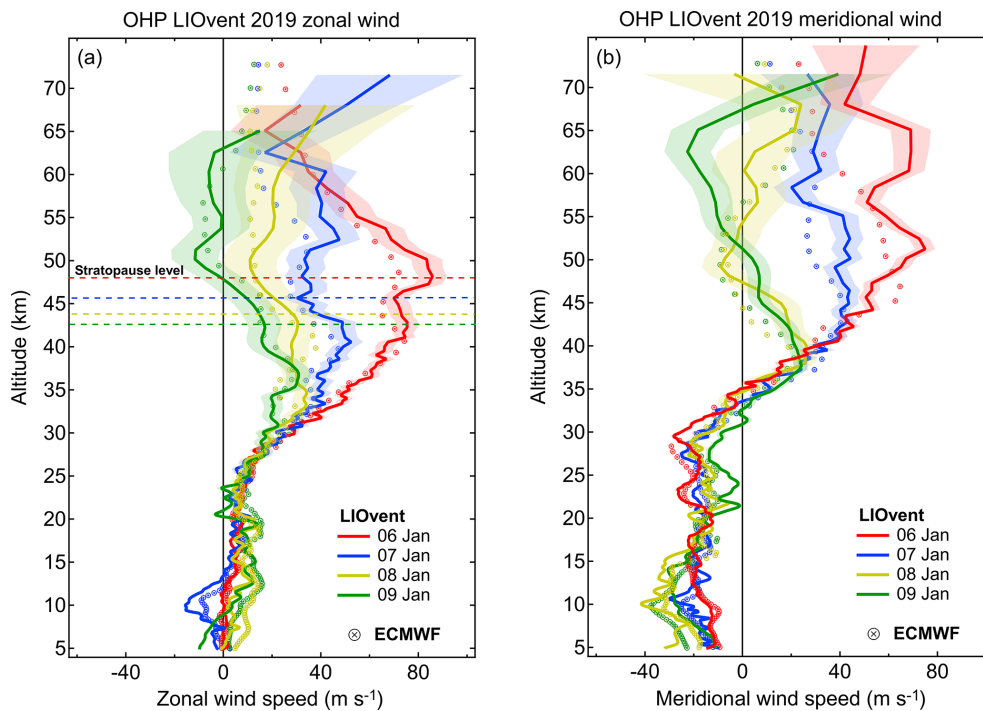 OHP LIOvent 2019 zonal wind
(a)
Altitude (km)
70
65
60
55
50
45
40
35
30
25
20
15
10
5
Stratopause level
LIOvent
06 Jan
07 Jan
08 Jan
09 Jan
ECMWF
-40 0 40 80
Zonal wind speed (m s⁻¹)
OHP LIOvent 2019 meridional wind
(b)
Altitude (km)
70
65
60
55
50
45
40
35
30
25
20
15
10
5
LIOvent
06 Jan
07 Jan
08 Jan
09 Jan
ECMWF
-40 0 40 80
Meridional wind speed (m s⁻¹)